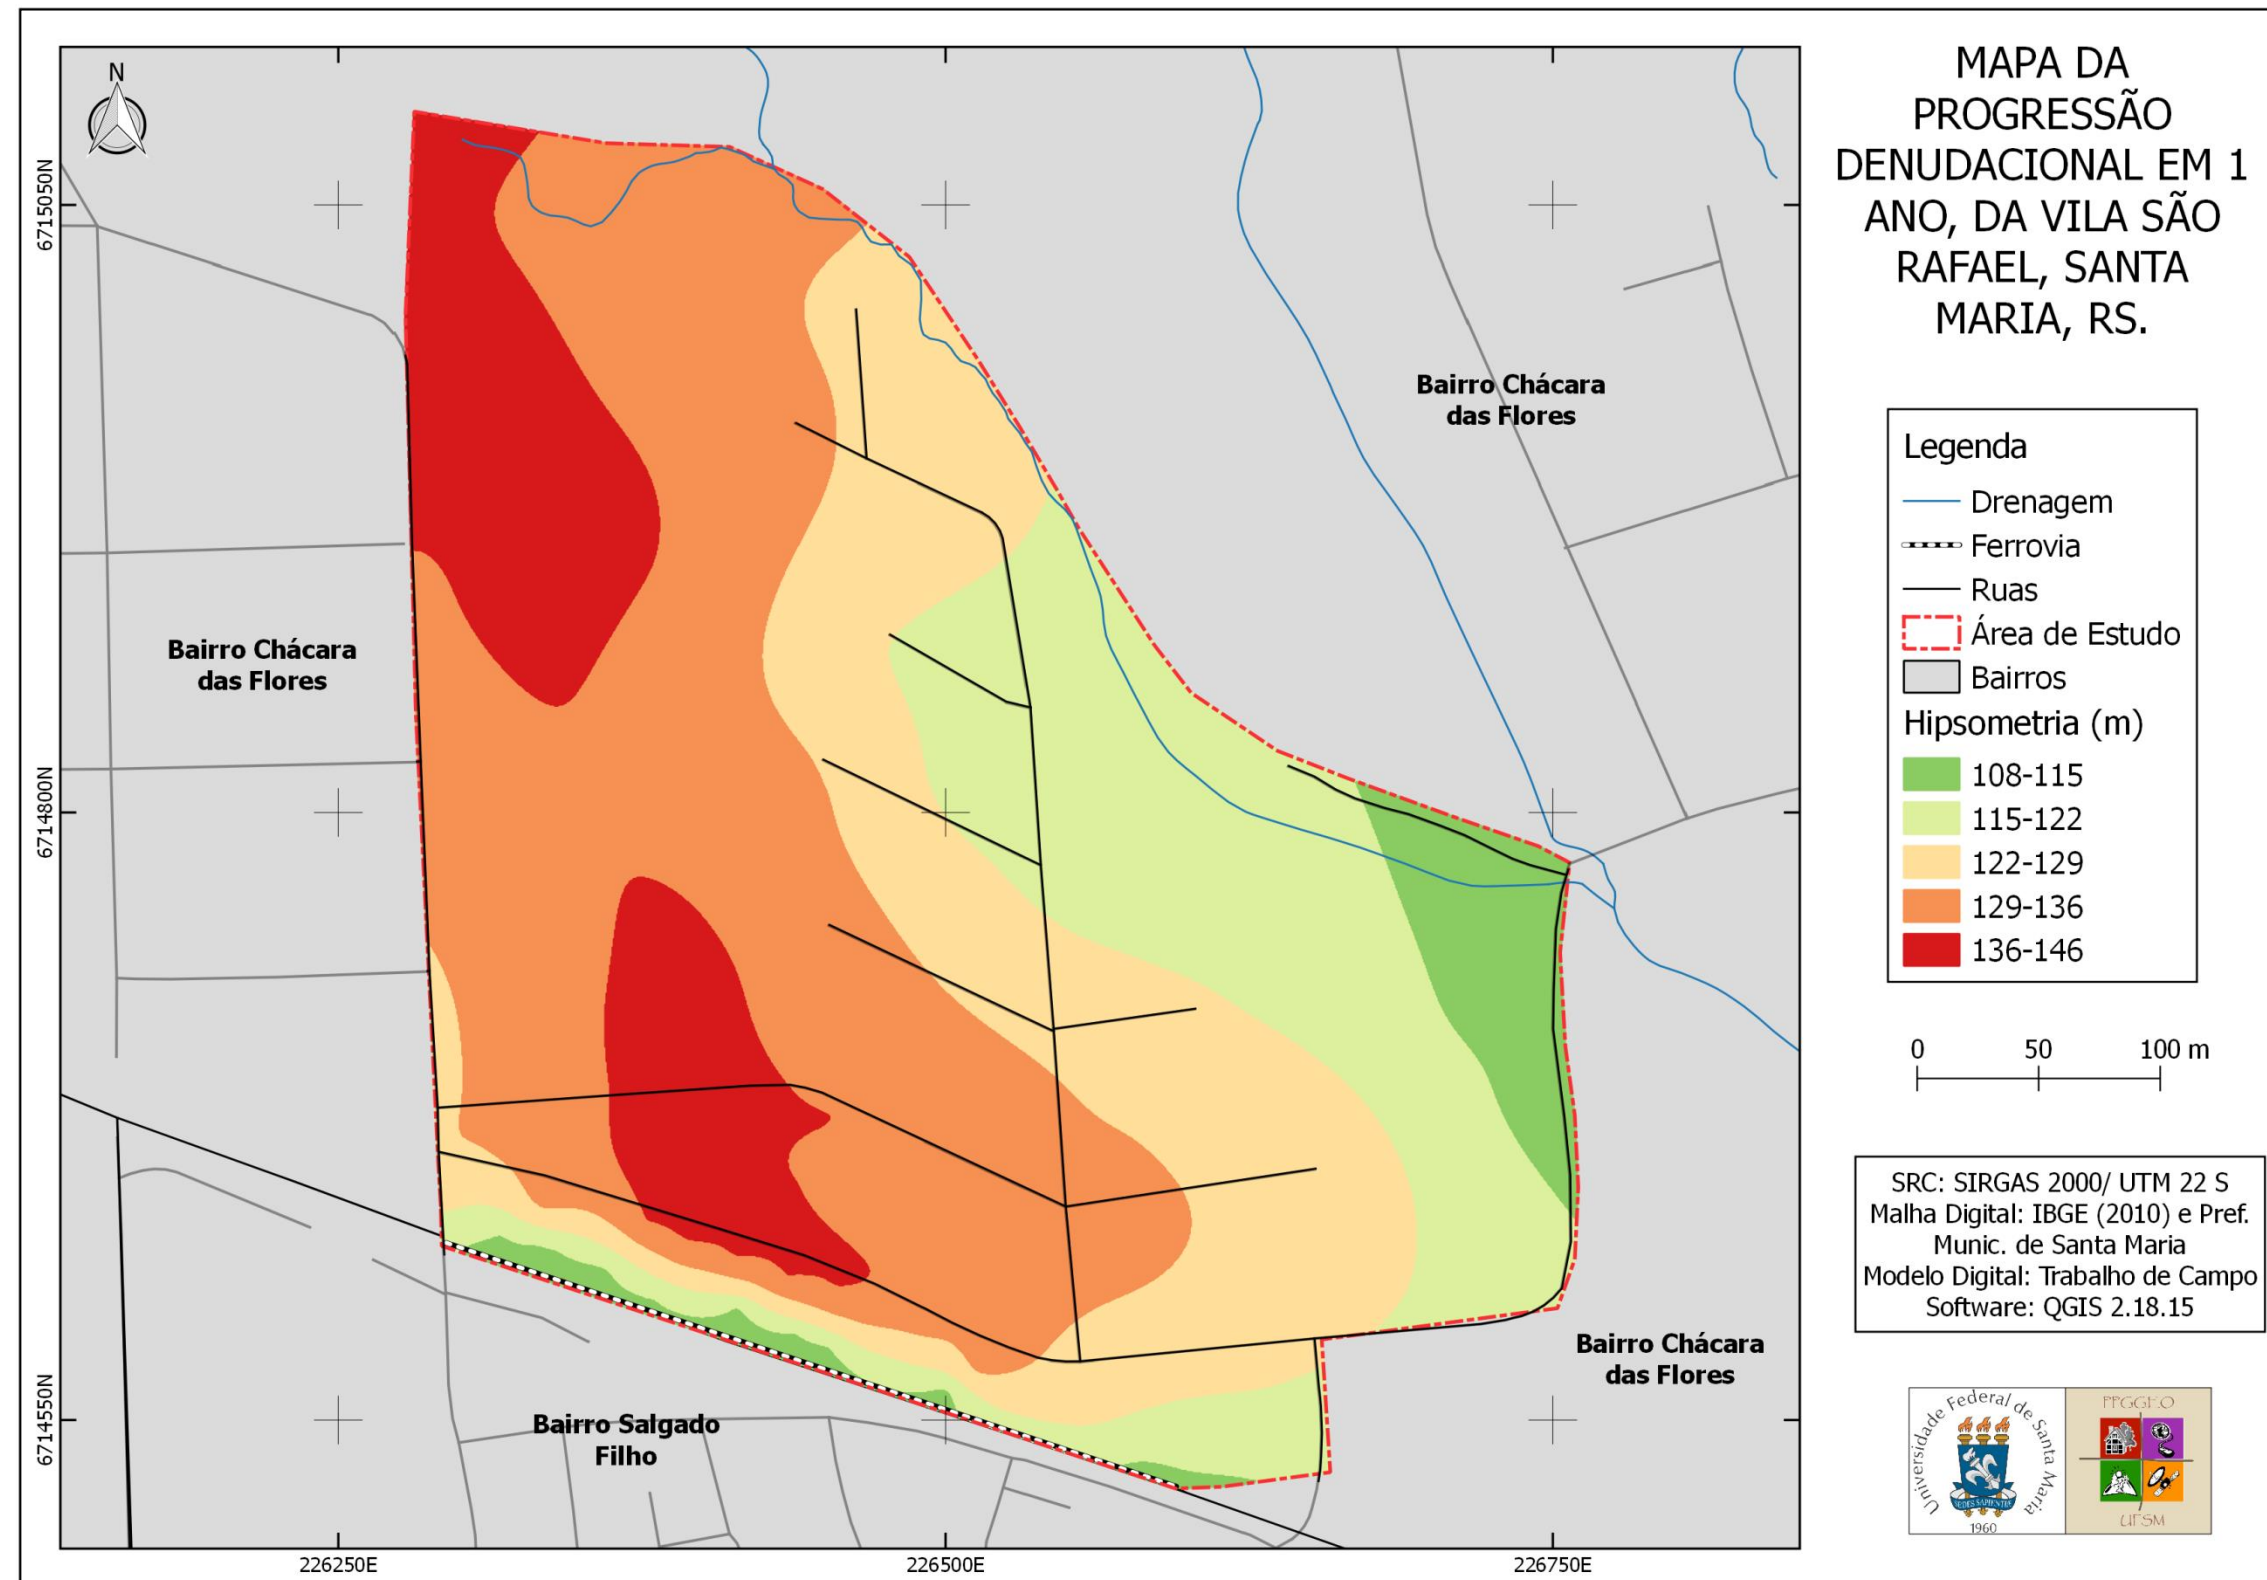 MAPA DA
PROGRESSÃO
DENUDACIONAL EM 1
ANO, DA VILA SÃO
RAFAEL, SANTA
MARIA, RS.
N
6715050N
6714800N
6714550N
226250E
226500E
226750E
Bairro Chácara
das Flores
Bairro Chácara
das Flores
Bairro Chácara
das Flores
Bairro Salgado
Filho
Legenda
Drenagem
Ferrovia
Ruas
Área de Estudo
Bairros
Hipsometria (m)
108-115
115-122
122-129
129-136
136-146
0 50 100 m
SRC: SIRGAS 2000/ UTM 22 S
Malha Digital: IBGE (2010) e Pref.
Munic. de Santa Maria
Modelo Digital: Trabalho de Campo
Software: QGIS 2.18.15
Universidade Federal de Santa Maria
SEDES SAPIENTIAE
1960
PPGGEO
UFSM